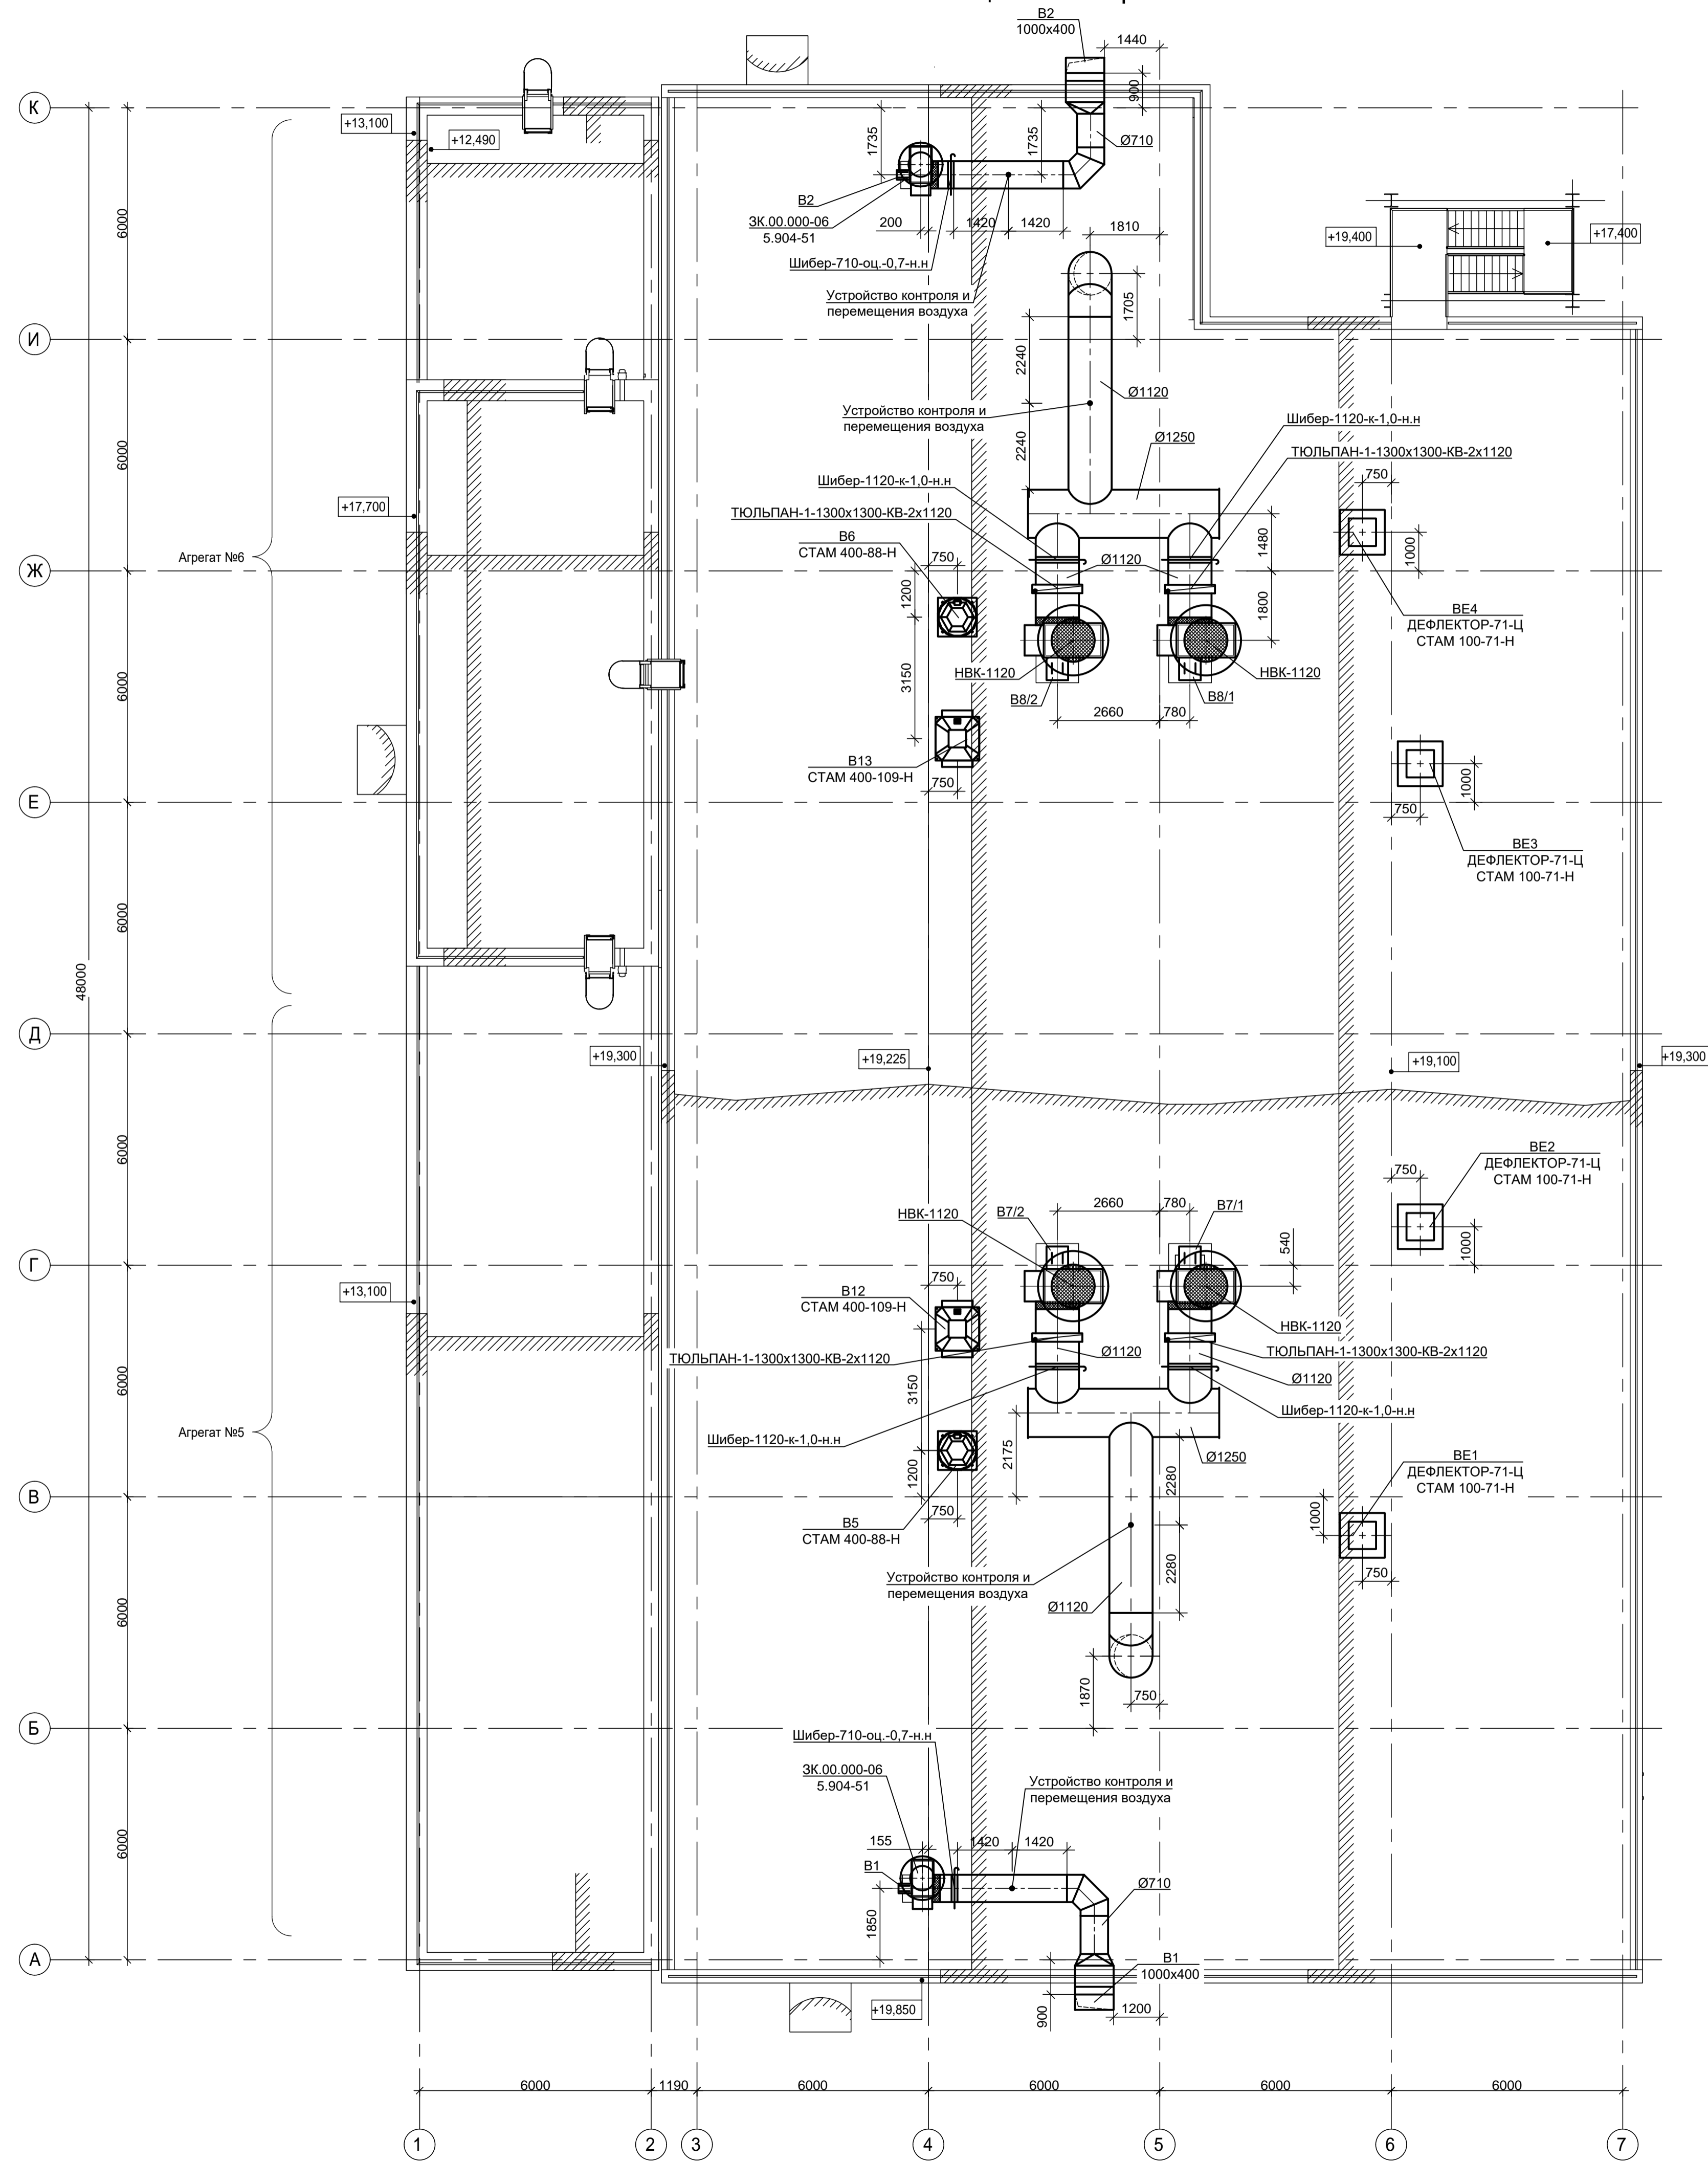 В2
1000х400
1440
900
К
+13,100
+12,490
1735
1735
Ø710
В2
ЗК.00.000-06
5.904-51
200
1420
1420
1810
+19,400
+17,400
6000
Шибер-710-оц.-0,7-н.н
Устройство контроля и
перемещения воздуха
1705
И
2240
Ø1120
Устройство контроля и
перемещения воздуха
Шибер-1120-к-1,0-н.н
Ø1250
2240
ТЮЛЬПАН-1-1300х1300-КВ-2х1120
6000
750
Шибер-1120-к-1,0-н.н
+17,700
ТЮЛЬПАН-1-1300х1300-КВ-2х1120
В6
СТАМ 400-88-Н
750
1480
1000
Агрегат №6
Ø1120
Ж
1200
1800
ВЕ4
ДЕФЛЕКТОР-71-Ц
СТАМ 100-71-Н
НВК-1120
НВК-1120
3150
6000
В8/2
В8/1
2660
780
В13
СТАМ 400-109-Н
750
1000
Е
750
ВЕ3
ДЕФЛЕКТОР-71-Ц
СТАМ 100-71-Н
6000
48000
Д
+19,300
+19,225
+19,100
+19,300
6000
ВЕ2
ДЕФЛЕКТОР-71-Ц
СТАМ 100-71-Н
750
НВК-1120
В7/2
2660
780
В7/1
540
1000
Г
+13,100
750
В12
СТАМ 400-109-Н
НВК-1120
ТЮЛЬПАН-1-1300х1300-КВ-2х1120
Ø1120
ТЮЛЬПАН-1-1300х1300-КВ-2х1120
Ø1120
6000
3150
Шибер-1120-к-1,0-н.н
Агрегат №5
Шибер-1120-к-1,0-н.н
2175
Ø1250
ВЕ1
ДЕФЛЕКТОР-71-Ц
СТАМ 100-71-Н
1200
2280
В
750
1000
В5
СТАМ 400-88-Н
2280
750
Устройство контроля и
перемещения воздуха
Ø1120
6000
1870
750
Б
Шибер-710-оц.-0,7-н.н
ЗК.00.000-06
5.904-51
Устройство контроля и
перемещения воздуха
155
1420
1420
6000
В1
Ø710
1850
А
В1
1000х400
+19,850
900
1200
6000
1190
6000
6000
6000
6000
1
2
3
4
5
6
7